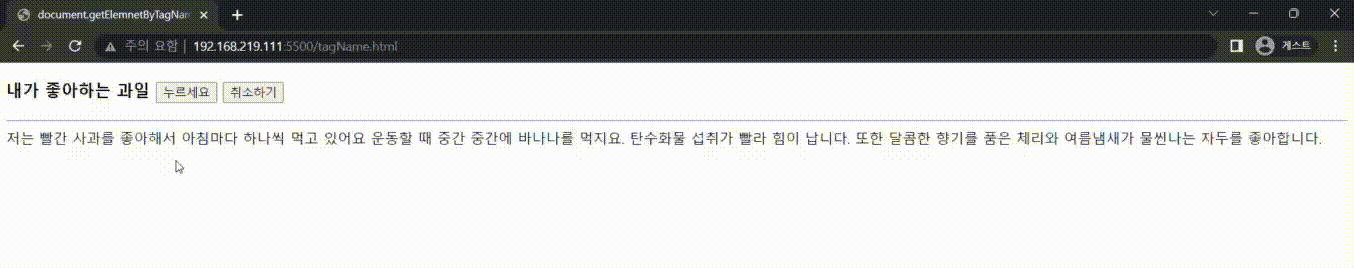 document.getElemnetByTagNam
주의 요함 | 192.168.219.111:5500/tagName.html
게스트
내가 좋아하는 과일 누르세요 취소하기
저는 빨간 사과를 좋아해서 아침마다 하나씩 먹고 있어요 운동할 때 중간 중간에 바나나를 먹지요. 탄수화물 섭취가 빨라 힘이 납니다. 또한 달콤한 향기를 품은 체리와 여름냄새가 물씬나는 자두를 좋아합니다.